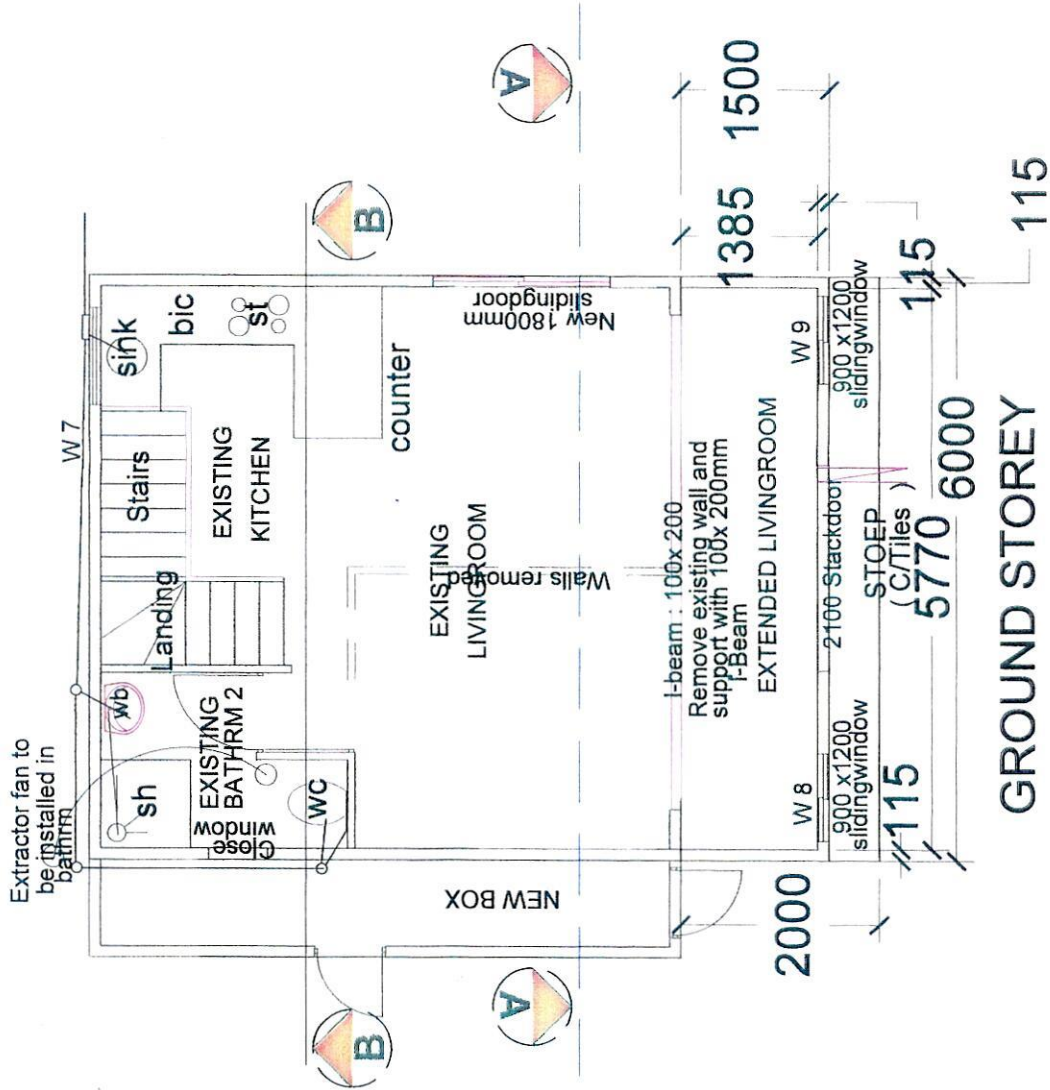 Extractor fan to
be installed in
bathrm
W 7
wb
Landing
Stairs
sink
bic
st
sh
EXISTING
BATHRM 2
Close
window
wc
EXISTING
KITCHEN
counter
B
B
A
A
NEW BOX
EXISTING
LIVINGROOM
Walls removed
New 1800mm
slidingdoor
I-beam : 100x 200
Remove existing wall and
support with 100x 200mm
I-Beam
EXTENDED LIVINGROOM
W 8
W 9
900 x1200
slidingwindow
2100 Stackdoor
900 x1200
slidingwindow
STOEP
( C/Tiles )
2000
1385
1500
115
115
5770
6000
115
GROUND STOREY